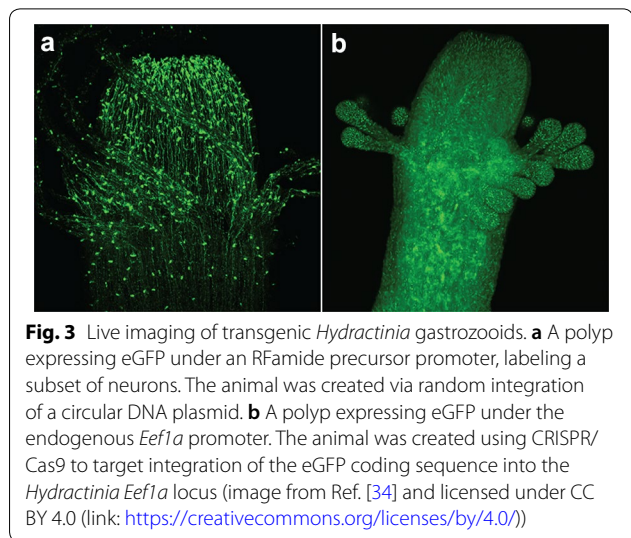 a
b
Fig. 3 Live imaging of transgenic Hydractinia gastrozooids. a A polyp
expressing eGFP under an RFamide precursor promoter, labeling a
subset of neurons. The animal was created via random integration
of a circular DNA plasmid. b A polyp expressing eGFP under the
endogenous Eef1a promoter. The animal was created using CRISPR/
Cas9 to target integration of the eGFP coding sequence into the
Hydractinia Eef1a locus (image from Ref. [34] and licensed under CC
BY 4.0 (link: https://creativecommons.org/licenses/by/4.0/))